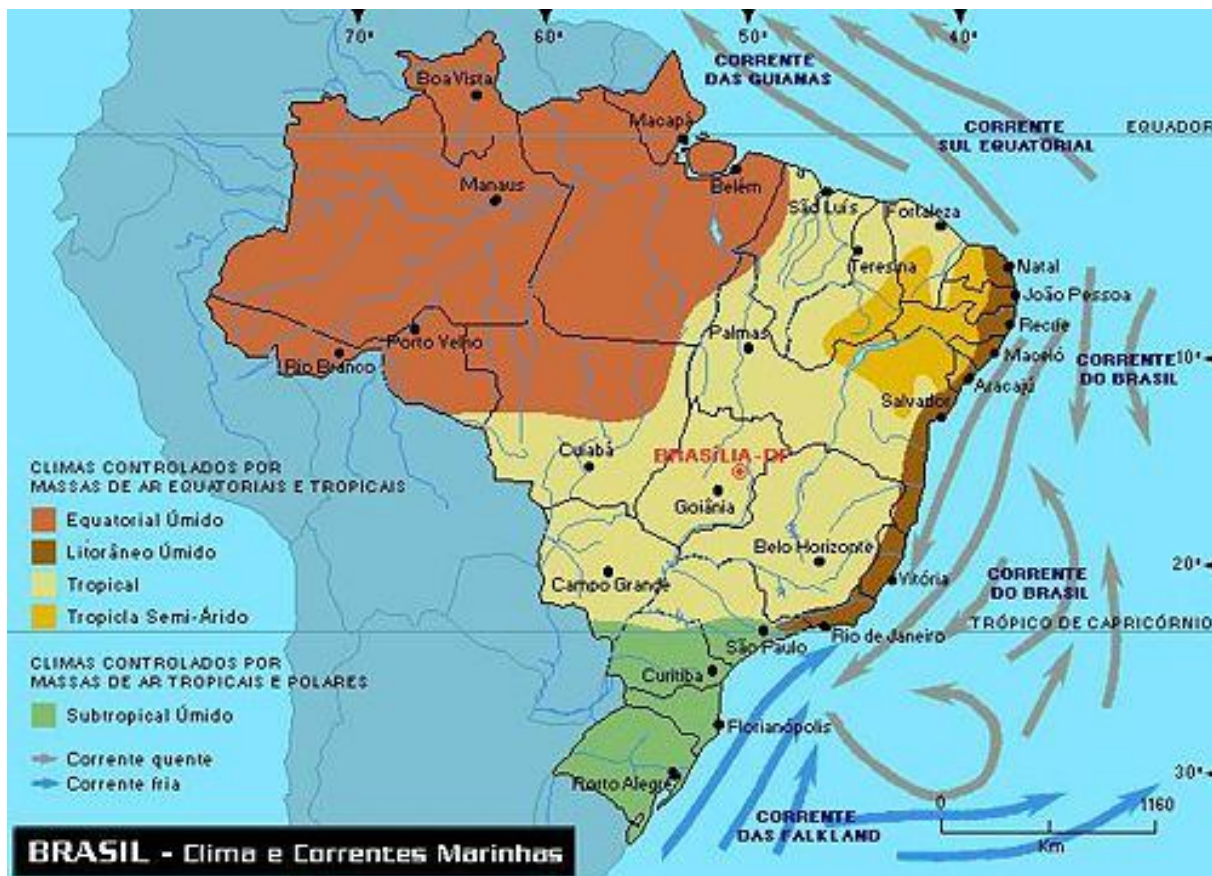 70° 60° 50° 40°
CORRENTE
DAS GUIANAS
Boa Vista
Macapá
CORRENTE
SUL EQUATORIAL
EQUADOR
Manaus
Belém
São Luís
Fortaleza
Teresina
Natal
João Pessoa
Recife
Porto Velho
Palmas
Rio Branco
Maceió
10°
CORRENTE
DO BRASIL
Aracajú
Salvador
Cuiabá
BRASÍLIA-DF
Goiânia
CLIMAS CONTROLADOS POR
MASSAS DE AR EQUATORIAIS E TROPICAIS
Equatorial Úmido
Litorâneo Úmido
Tropical
Tropicla Semi-Árido
Belo Horizonte
Campo Grande
Vitória
20°
CORRENTE
DO BRASIL
TRÓPICO DE CAPRICÓRNIO
Rio de Janeiro
São Paulo
CLIMAS CONTROLADOS POR
MASSAS DE AR TROPICAIS E POLARES
Subtropical Úmido
Corrente quente
Corrente fria
Curitiba
Florianópolis
Porto Alegre
30°
CORRENTE
DAS FALKLAND
0 1160
Km
BRASIL - Clima e Correntes Marinhas